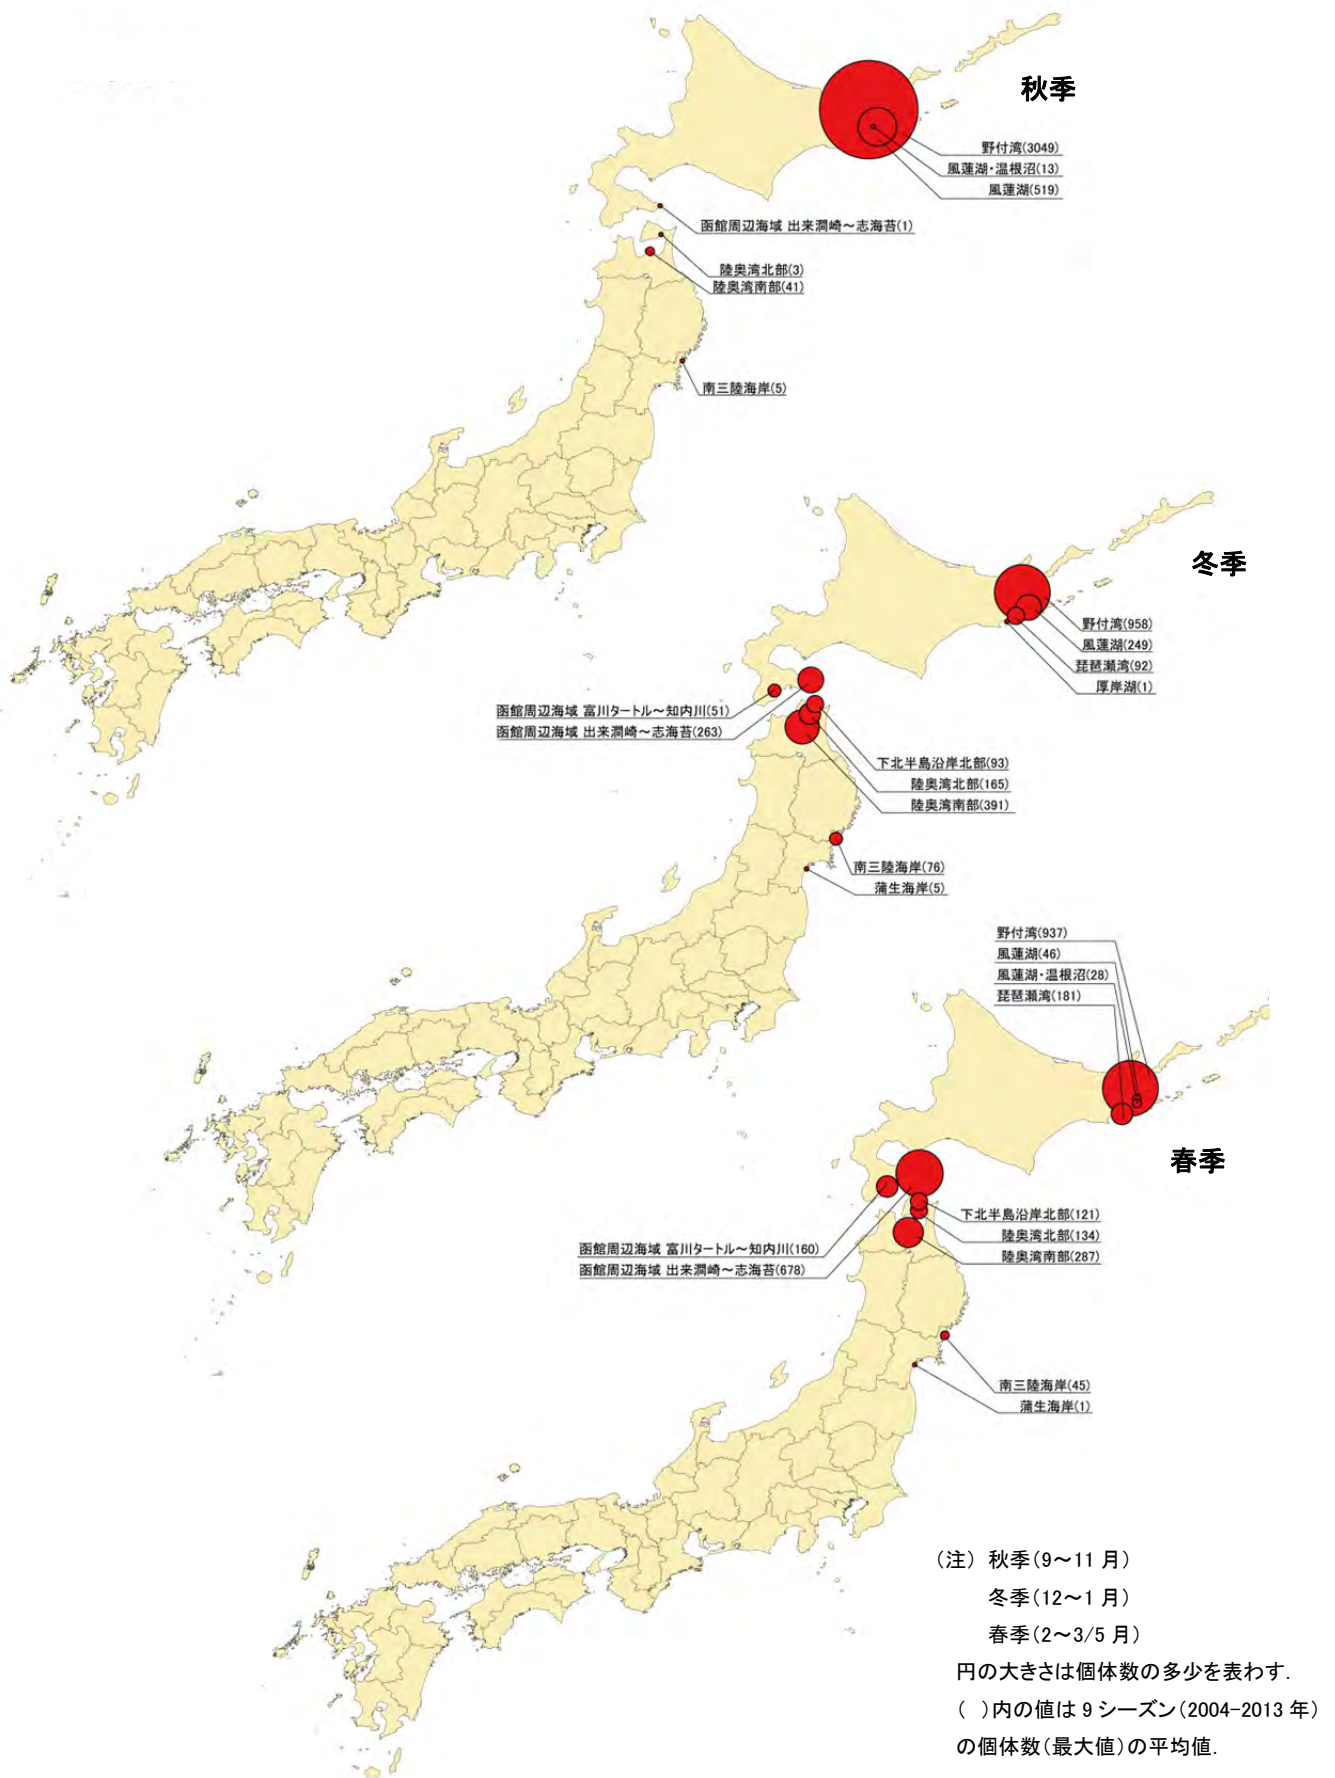 秋季
野付湾(3049)
風蓮湖・温根沼(13)
風蓮湖(519)
函館周辺海域 出来澗崎～志海苔(1)
陸奥湾北部(3)
陸奥湾南部(41)
南三陸海岸(5)
冬季
野付湾(958)
風蓮湖(249)
琵琶瀬湾(92)
厚岸湖(1)
函館周辺海域 富川タートル～知内川(51)
函館周辺海域 出来澗崎～志海苔(263)
下北半島沿岸北部(93)
陸奥湾北部(165)
陸奥湾南部(391)
南三陸海岸(76)
蒲生海岸(5)
野付湾(937)
風蓮湖(46)
風蓮湖・温根沼(28)
琵琶瀬湾(181)
春季
下北半島沿岸北部(121)
陸奥湾北部(134)
陸奥湾南部(287)
函館周辺海域 富川タートル～知内川(160)
函館周辺海域 出来澗崎～志海苔(678)
南三陸海岸(45)
蒲生海岸(1)
(注) 秋季(9～11 月)
冬季(12～1 月)
春季(2～3/5 月)
円の大きさは個体数の多少を表わす.
( )内の値は 9 シーズン(2004-2013 年)
の個体数(最大値)の平均値.